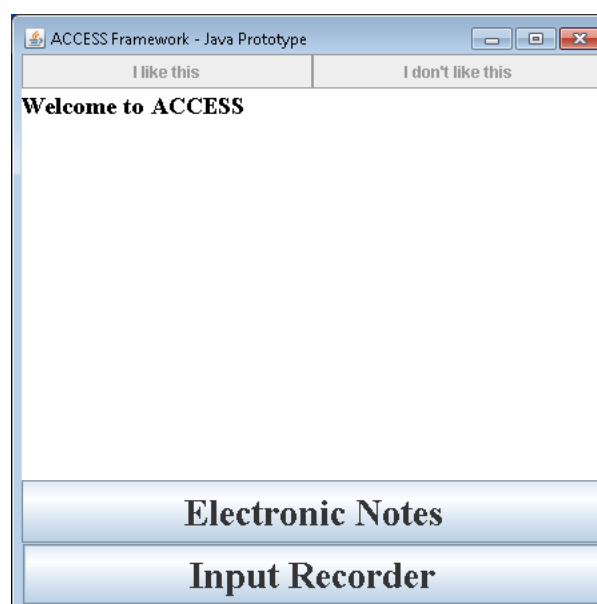 ACCESS Framework - Java Prototype
I like this
I don't like this
Welcome to ACCESS
Electronic Notes
Input Recorder